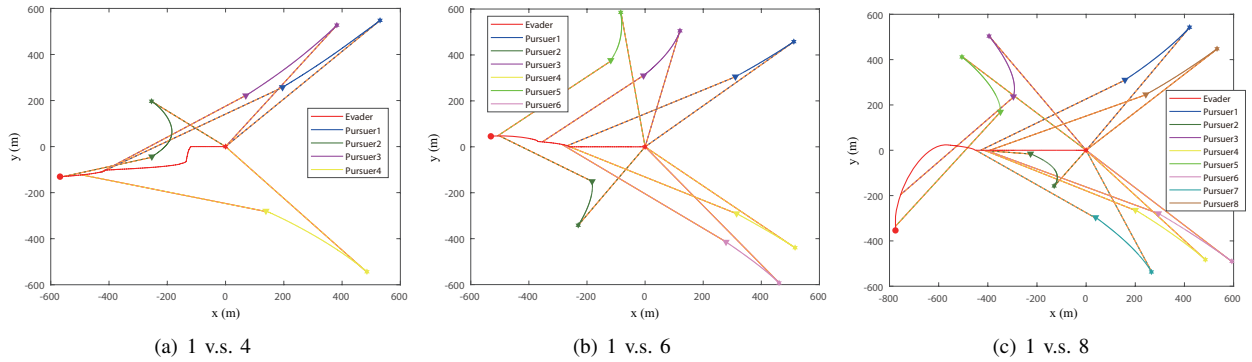 600
400
200
0
-200
-400
-600
-600
-400
-200
0
200
400
600
y (m)
x (m)
Evader
Pursuer1
Pursuer2
Pursuer3
Pursuer4
(a) 1 v.s. 4
600
400
200
0
-200
-400
-600
-600
-400
-200
0
200
400
600
y (m)
x (m)
Evader
Pursuer1
Pursuer2
Pursuer3
Pursuer4
Pursuer5
Pursuer6
(b) 1 v.s. 6
600
400
200
0
-200
-400
-600
-800
-600
-400
-200
0
200
400
600
y (m)
x (m)
Evader
Pursuer1
Pursuer2
Pursuer3
Pursuer4
Pursuer5
Pursuer6
Pursuer7
Pursuer8
(c) 1 v.s. 8